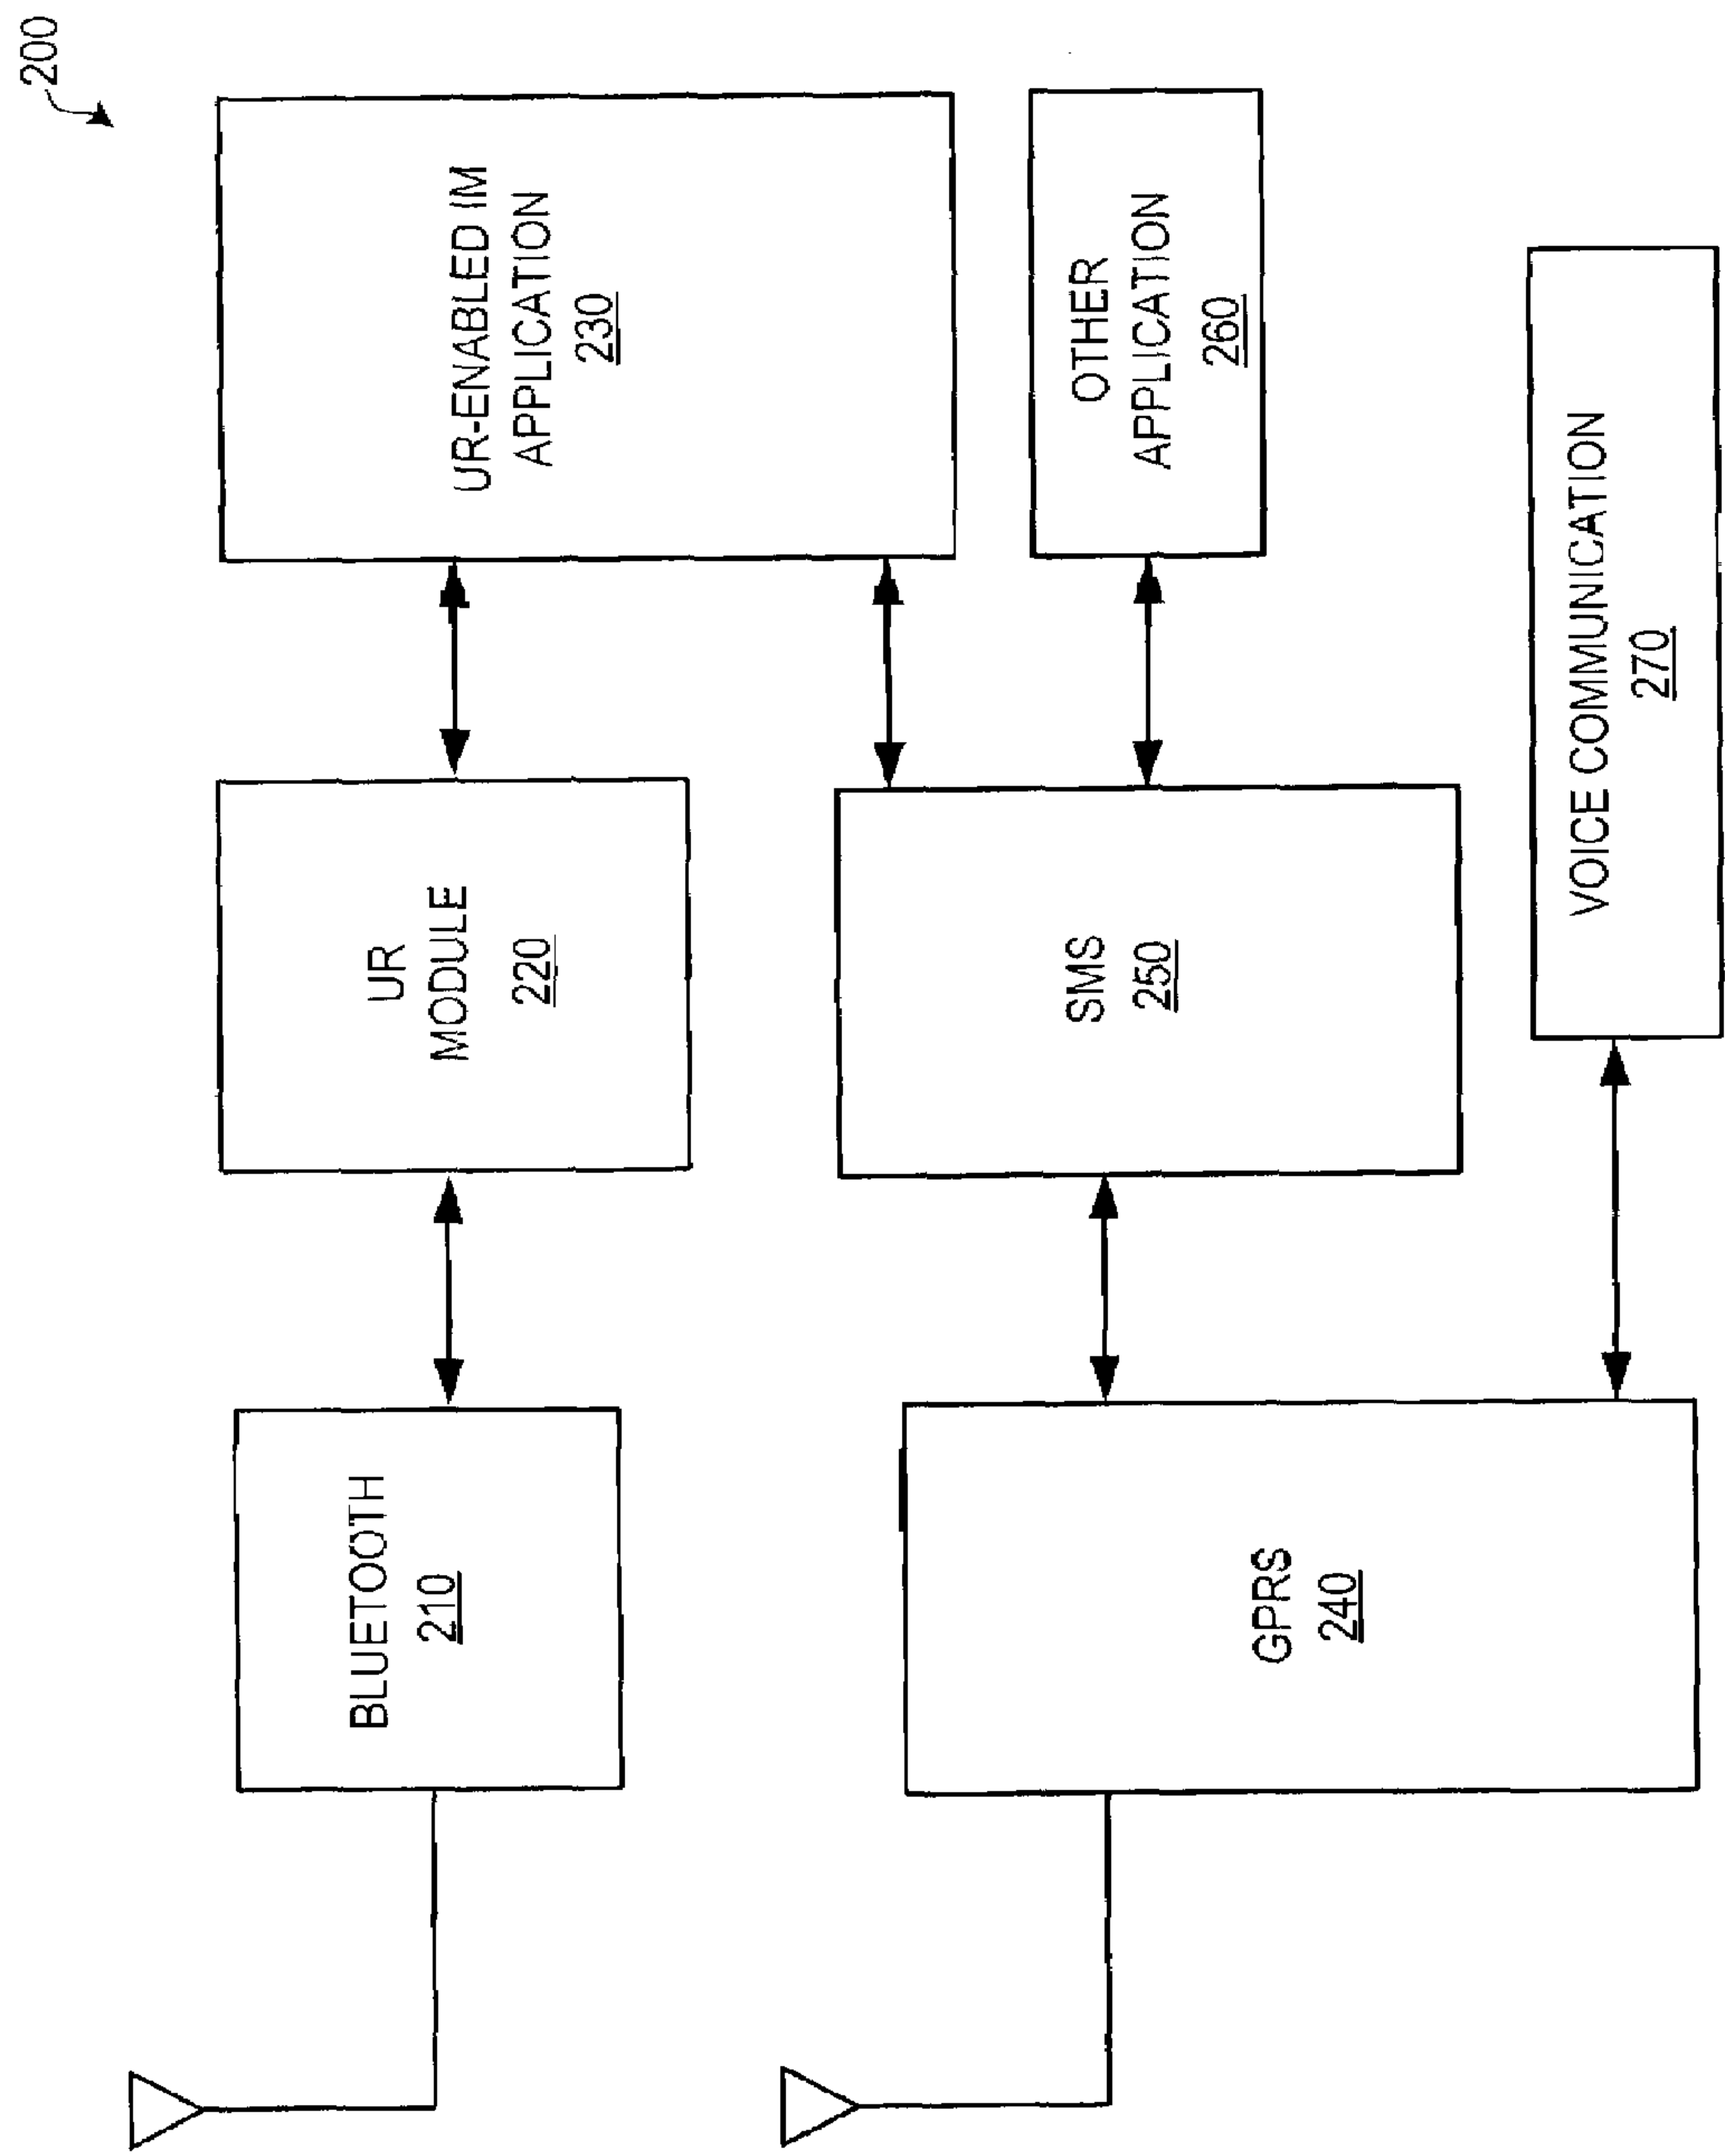 200
BLUETOOTH
210
UR
MODULE
220
UR-ENABLED IM
APPLICATION
230
GPRS
240
SMS
250
OTHER
APPLICATION
260
VOICE COMMUNICATION
270